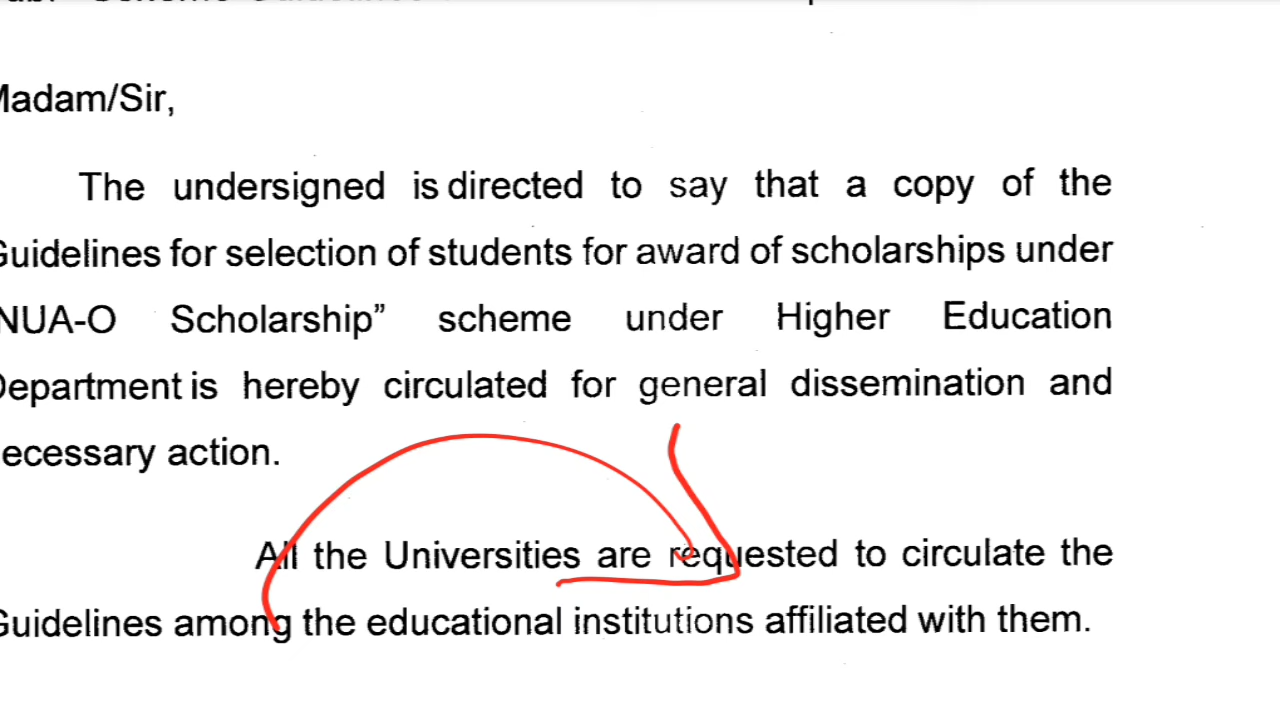 Madam/Sir,
The undersigned is directed to say that a copy of the
Guidelines for selection of students for award of scholarships under
NUA-O Scholarship” scheme under Higher Education
Department is hereby circulated for general dissemination and
ecessary action.
All the Universities are requested to circulate the
Guidelines among the educational institutions affiliated with them.